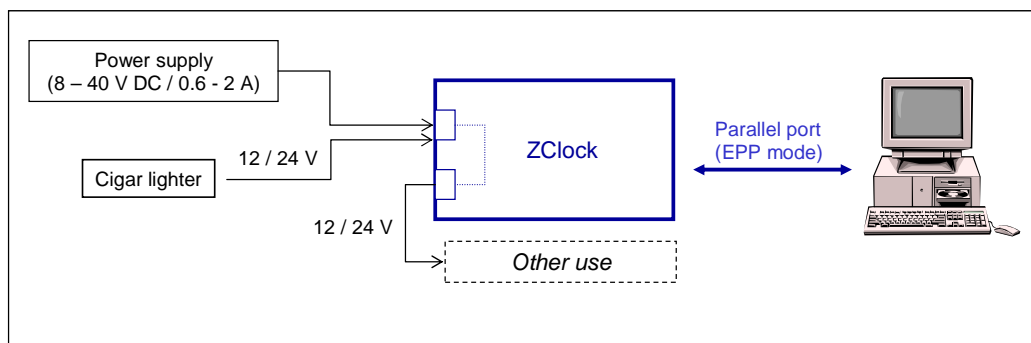 Power supply
(8 – 40 V DC / 0.6 - 2 A)
ZClock
Parallel port
(EPP mode)
12 / 24 V
Cigar lighter
12 / 24 V
Other use